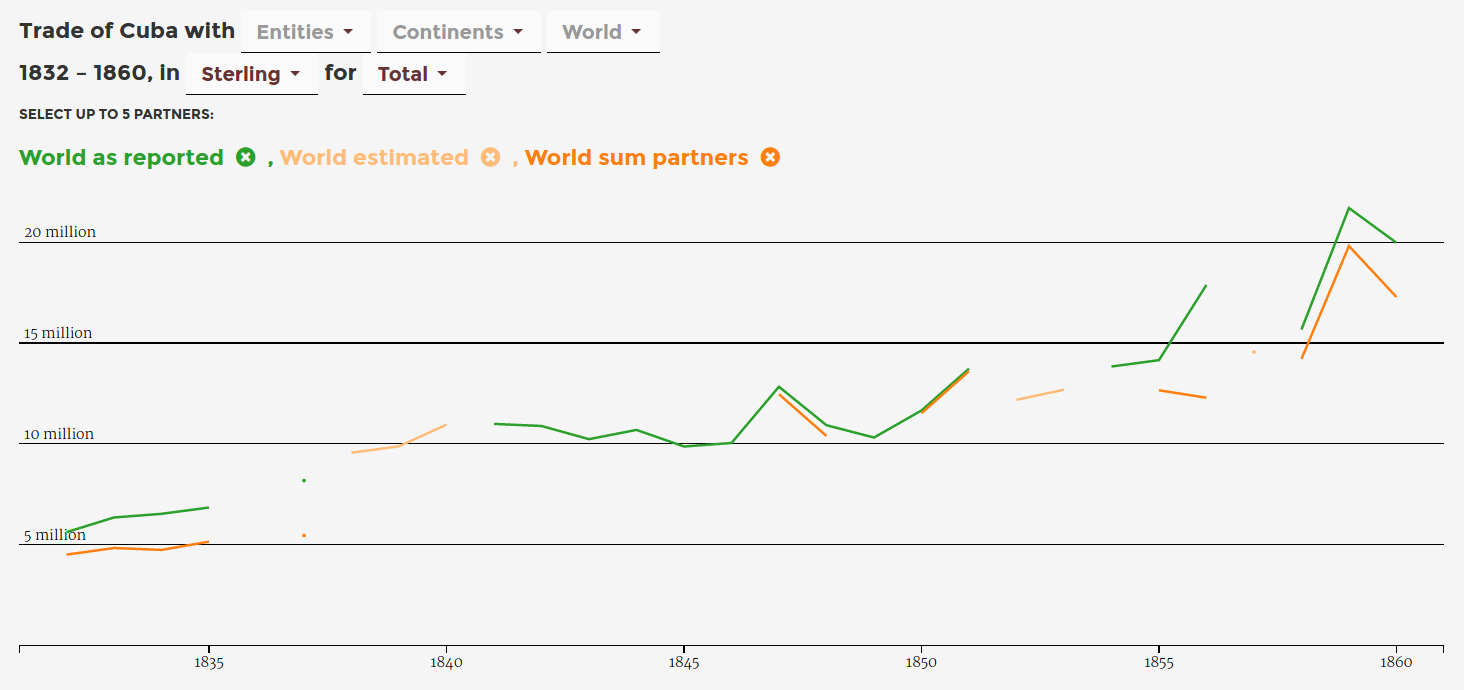 Trade of Cuba with Entities Continents World
1832 – 1860, in Sterling for Total
SELECT UP TO 5 PARTNERS:
World as reported , World estimated , World sum partners
20 million
15 million
10 million
5 million
1835 1840 1845 1850 1855 1860